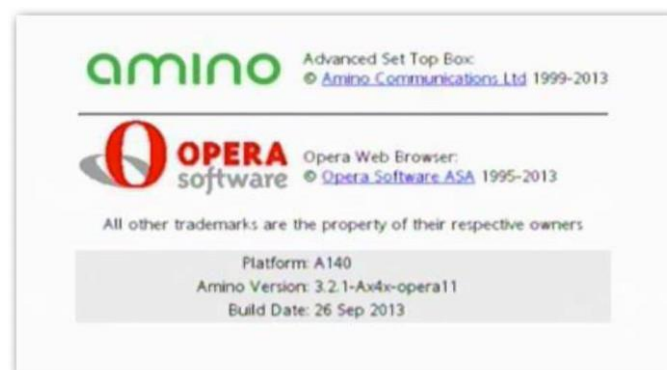 amino
Advanced Set Top Box:
© Amino Communications Ltd 1999-2013
OPERA
software
Opera Web Browser:
© Opera Software ASA 1995-2013
All other trademarks are the property of their respective owners
Platform: A140
Amino Version: 3.2.1-Ax4x-opera11
Build Date: 26 Sep 2013